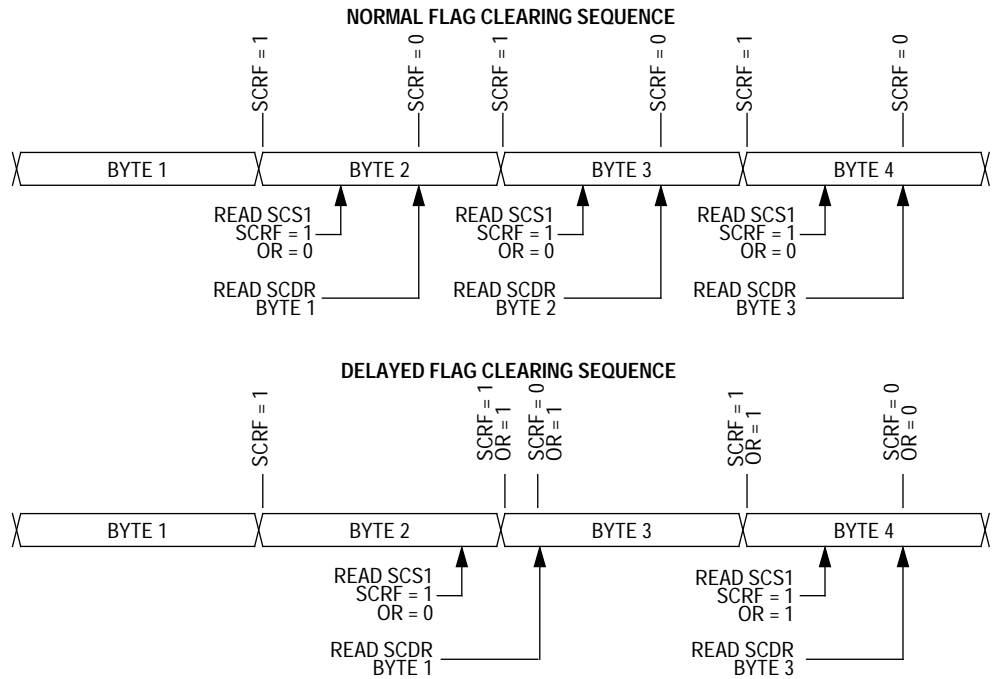 NORMAL FLAG CLEARING SEQUENCE
SCRF = 1
SCRF = 0
SCRF = 1
SCRF = 0
SCRF = 1
SCRF = 0
BYTE 1
BYTE 2
BYTE 3
BYTE 4
READ SCS1
SCRF = 1
OR = 0
READ SCS1
SCRF = 1
OR = 0
READ SCS1
SCRF = 1
OR = 0
READ SCDR
BYTE 1
READ SCDR
BYTE 2
READ SCDR
BYTE 3
DELAYED FLAG CLEARING SEQUENCE
SCRF = 1
SCRF = 1
OR = 1
SCRF = 0
OR = 1
SCRF = 1
OR = 1
SCRF = 0
OR = 0
BYTE 1
BYTE 2
BYTE 3
BYTE 4
READ SCS1
SCRF = 1
OR = 0
READ SCS1
SCRF = 1
OR = 1
READ SCDR
BYTE 1
READ SCDR
BYTE 3